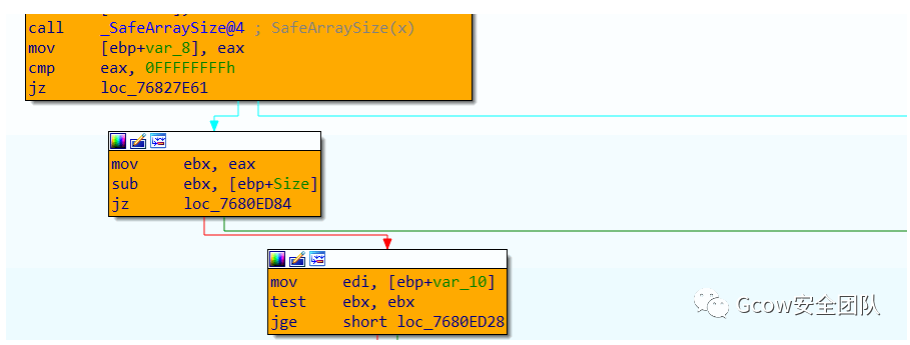 call    _SafeArraySize@4 ; SafeArraySize(x)
mov     [ebp+var_8], eax
cmp     eax, 0FFFFFFFFh
jz      loc_76827E61
mov     ebx, eax
sub     ebx, [ebp+Size]
jz      loc_7680ED84
mov     edi, [ebp+var_10]
test    ebx, ebx
jge     short loc_7680ED28
Gcow安全团队